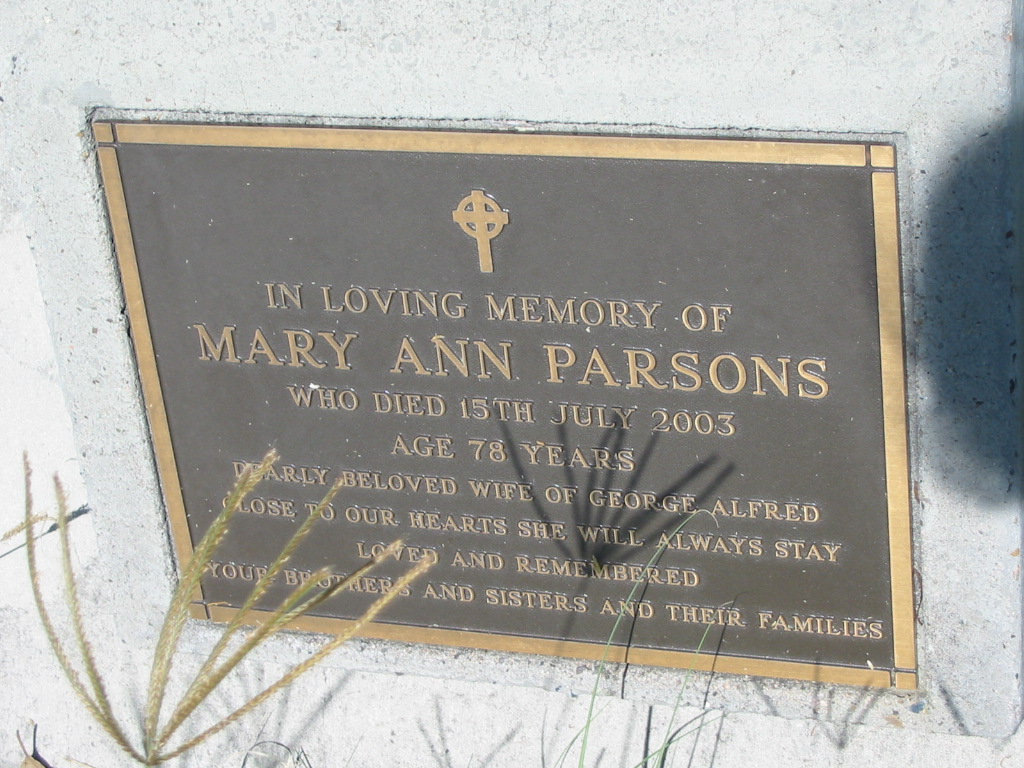 IN LOVING MEMORY OF
MARY ANN PARSONS
WHO DIED 15TH JULY 2003
AGE 78 YEARS
DEARLY BELOVED WIFE OF GEORGE ALFRED
CLOSE TO OUR HEARTS SHE WILL ALWAYS STAY
LOVED AND REMEMBERED
YOUR BROTHERS AND SISTERS AND THEIR FAMILIES